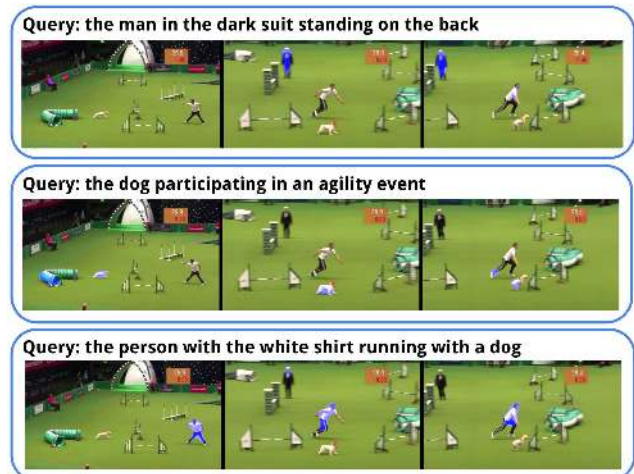 Query: the man in the dark suit standing on the back
Query: the dog participating in an agility event
Query: the person with the white shirt running with a dog